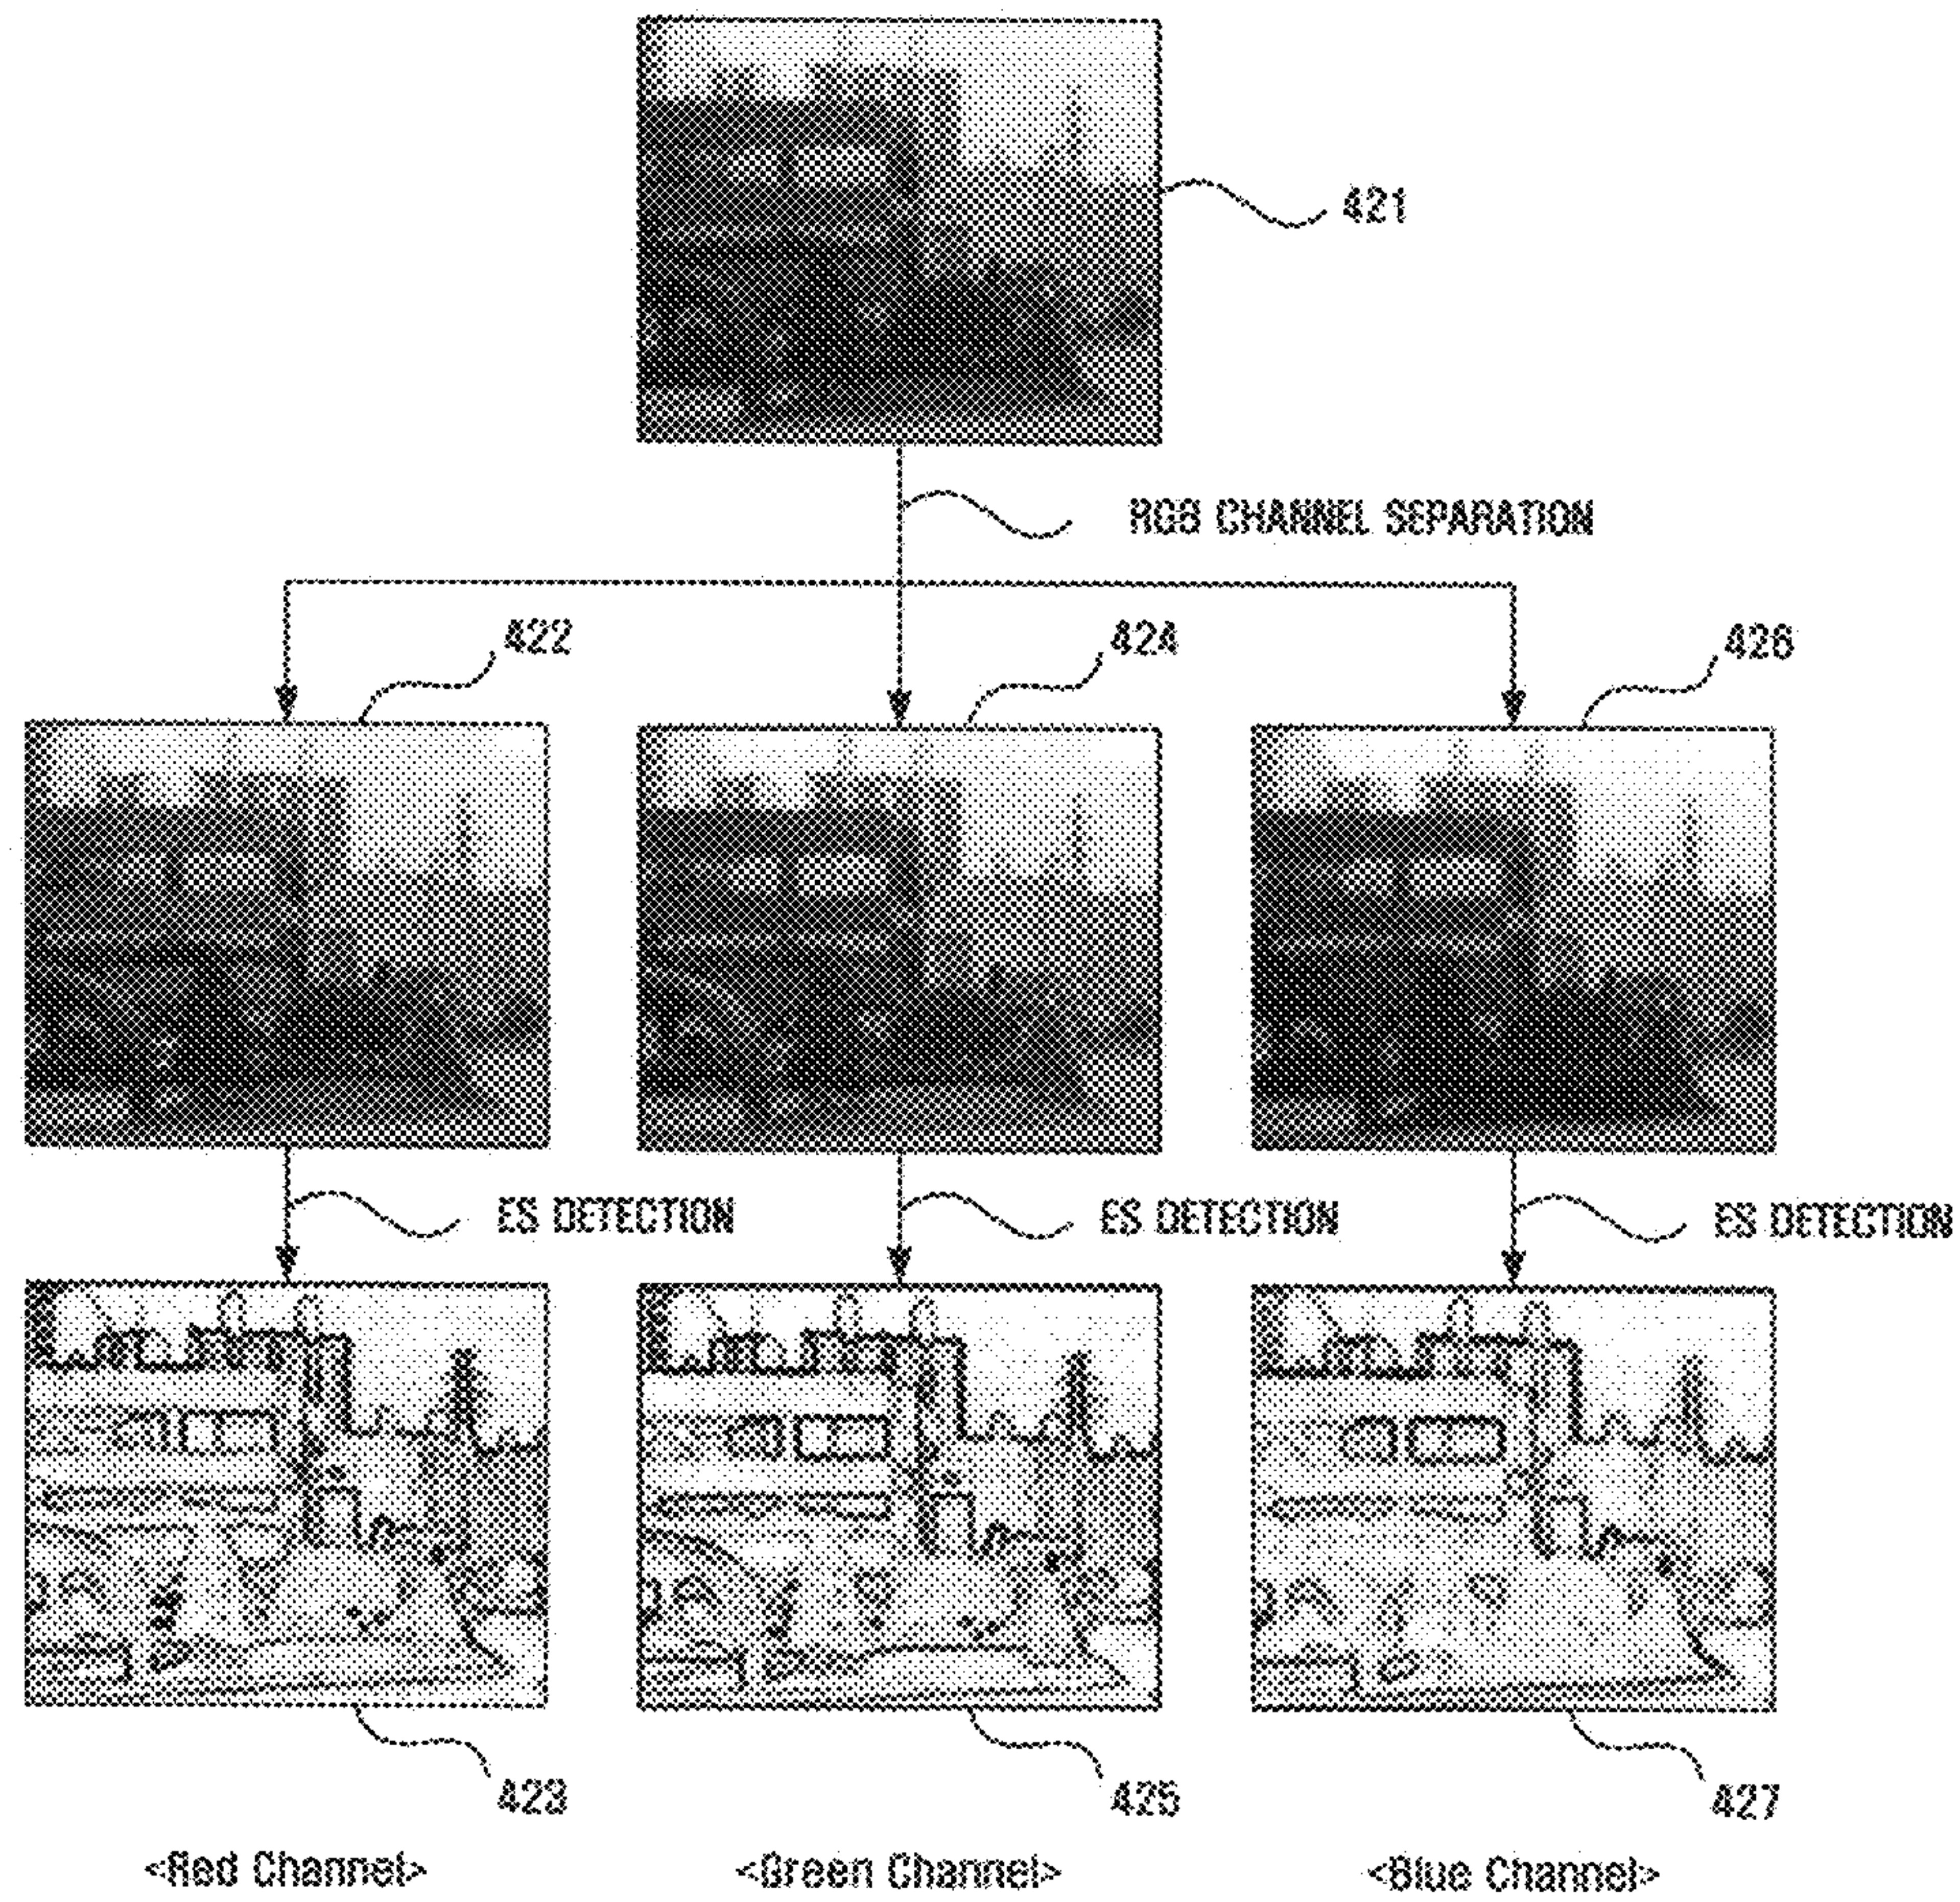 421
RGB CHANNEL SEPARATION
422
424
426
ES DETECTION
ES DETECTION
ES DETECTION
423
425
427
<Red Channel>
<Green Channel>
<Blue Channel>